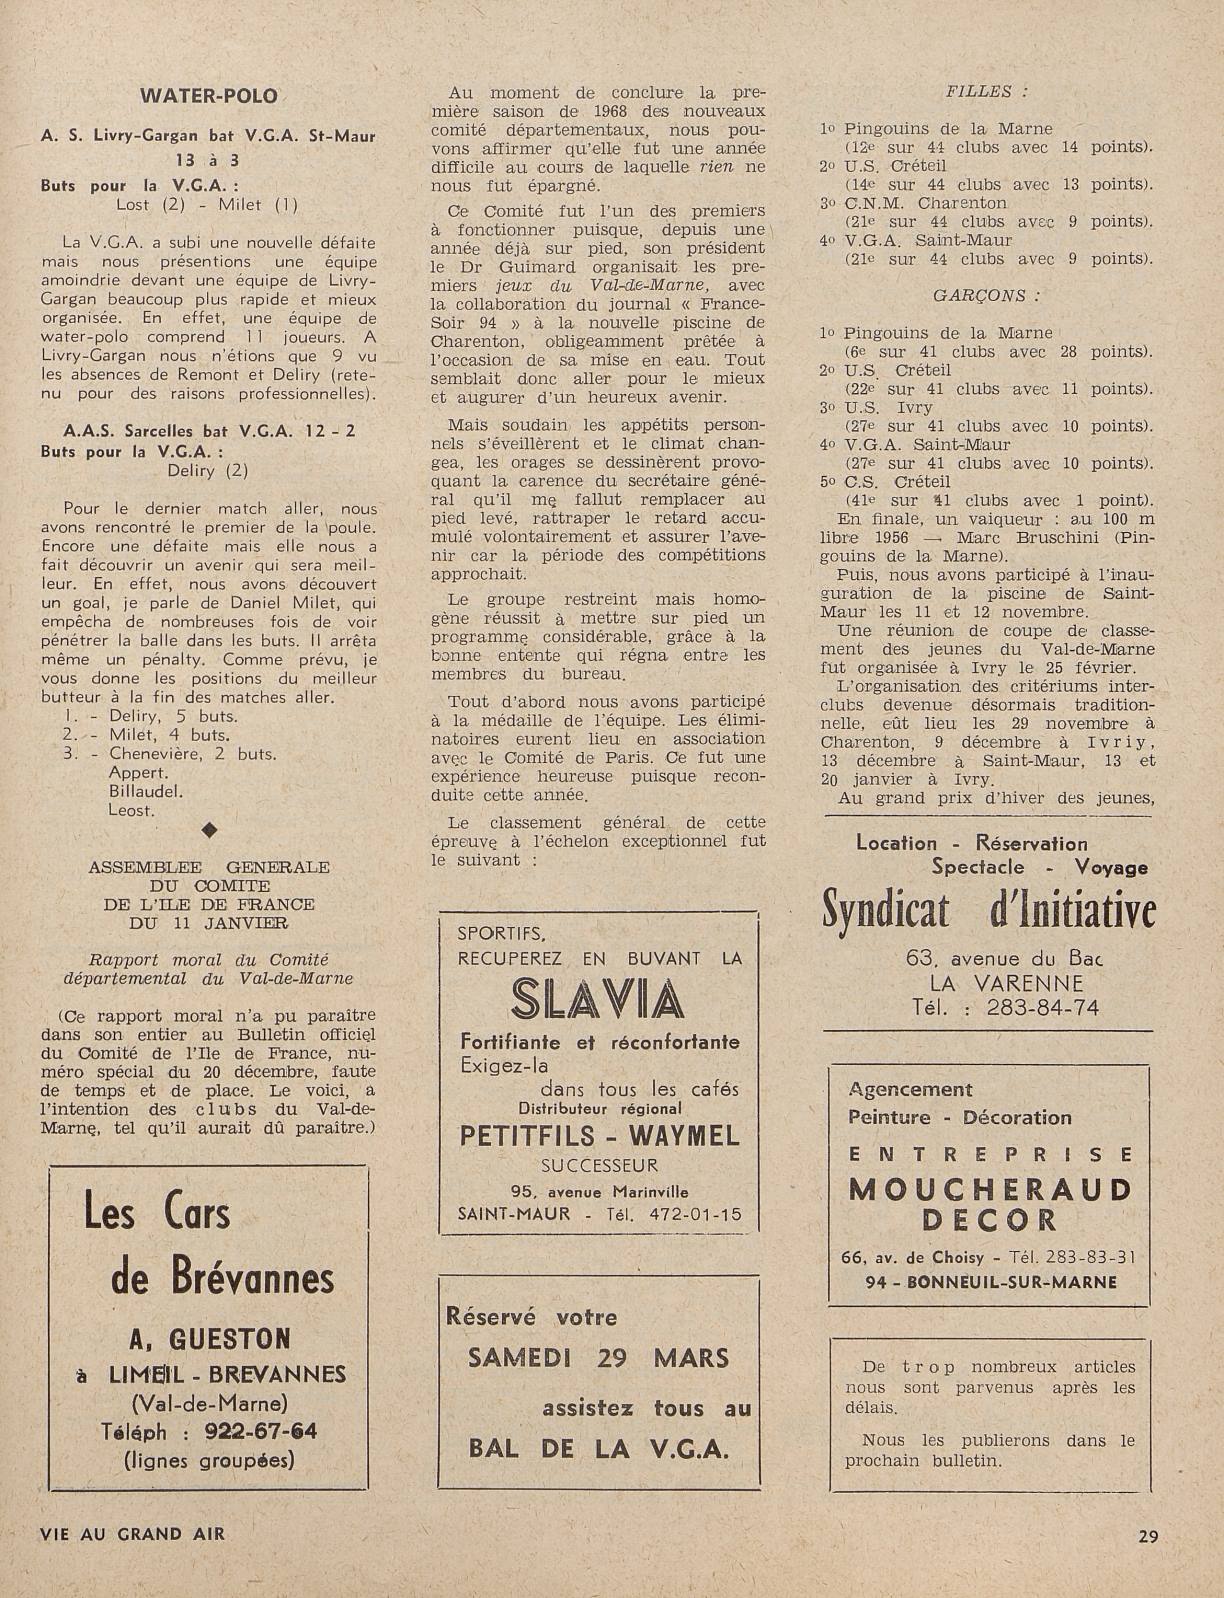 WATER-POLO
A. S. Livry-Gargan bat V.G.A. St-Maur
13 à 3
Buts pour la V.G.A. :
Lost (2) - Milet (1)
La V.G.A. a subi une nouvelle défaite
mais nous présentions une équipe
amoindrie devant une équipe de Livry-
Gargan beaucoup plus rapide et mieux
organisée. En effet, une équipe de
water-polo comprend 11 joueurs. A
Livry-Gargan nous n'étions que 9 vu
les absences de Remont et Deliry (rete-
nu pour des raisons professionnelles).
A.A.S. Sarcelles bat V.G.A. 12 - 2
Buts pour la V.G.A. :
Deliry (2)
Pour le dernier match aller, nous
avons rencontré le premier de la poule.
Encore une défaite mais elle nous a
fait découvrir un avenir qui sera meil-
leur. En effet, nous avons découvert
un goal, je parle de Daniel Milet, qui
empêcha de nombreuses fois de voir
pénétrer la balle dans les buts. Il arrêta
même un pénalty. Comme prévu, je
vous donne les positions du meilleur
butteur à la fin des matches aller.
1. - Deliry, 5 buts.
2. - Milet, 4 buts.
3. - Chenevière, 2 buts.
Appert.
Billaudel.
Leost.
ASSEMBLEE GENERALE
DU COMITE
DE L'ILE DE FRANCE
DU 11 JANVIER
Rapport moral du Comité
départemental du Val-de-Marne
(Ce rapport moral n'a pu paraître
dans son entier au Bulletin officiel
du Comité de l'Ile de France, nu-
méro spécial du 20 décembre, faute
de temps et de place. Le voici, a
l'intention des clubs du Val-de-
Marne, tel qu'il aurait dû paraître.)
Les Cars
de Brévannes
A. GUESTON
à LIMEIL - BREVANNES
(Val-de-Marne)
Téléph : 922-67-64
(lignes groupées)
Au moment de conclure la pre-
mière saison de 1968 des nouveaux
comité départementaux, nous pou-
vons affirmer qu'elle fut une année
difficile au cours de laquelle rien ne
nous fut épargné.
Ce Comité fut l'un des premiers
à fonctionner puisque, depuis une
année déjà sur pied, son président
le Dr Guimard organisait les pre-
miers jeux du Val-de-Marne, avec
la collaboration du journal « France-
Soir 94 » à la nouvelle piscine de
Charenton, obligeamment prêtée à
l'occasion de sa mise en eau. Tout
semblait donc aller pour le mieux
et augurer d'un heureux avenir.
Mais soudain les appétits person-
nels s'éveillèrent et le climat chan-
gea, les orages se dessinèrent provo-
quant la carence du secrétaire géné-
ral qu'il me fallut remplacer au
pied levé, rattraper le retard accu-
mulé volontairement et assurer l'ave-
nir car la période des compétitions
approchait.
Le groupe restreint mais homo-
gène réussit à mettre sur pied un
programme considérable, grâce à la
bonne entente qui régna entre les
membres du bureau.
Tout d'abord nous avons participé
à la médaille de l'équipe. Les élimi-
natoires eurent lieu en association
avec le Comité de Paris. Ce fut une
expérience heureuse puisque recon-
duite cette année.
Le classement général de cette
épreuve à l'échelon exceptionnel fut
le suivant :
SPORTIFS,
RECUPEREZ EN BUVANT LA
SLAVIA
Fortifiante et réconfortante
Exigez-la
dans tous les cafés
Distributeur régional
PETITFILS - WAYMEL
SUCCESSEUR
95, avenue Marinville
SAINT-MAUR - Tél. 472-01-15
Réservé votre
SAMEDI 29 MARS
assistez tous au
BAL DE LA V.G.A.
FILLES :
1o Pingouins de la Marne
(12e sur 44 clubs avec 14 points).
2o U.S. Créteil
(14e sur 44 clubs avec 13 points).
3o C.N.M. Charenton
(21e sur 44 clubs avec 9 points).
4o V.G.A. Saint-Maur
(21e sur 44 clubs avec 9 points).
GARÇONS :
1o Pingouins de la Marne
(6e sur 41 clubs avec 28 points).
2o U.S. Créteil
(22e sur 41 clubs avec 11 points).
3o U.S. Ivry
(27e sur 41 clubs avec 10 points).
4o V.G.A. Saint-Maur
(27e sur 41 clubs avec 10 points).
5o C.S. Créteil
(41e sur 41 clubs avec 1 point).
En finale, un vaiqueur : au 100 m
libre 1956 — Marc Bruschini (Pin-
gouins de la Marne).
Puis, nous avons participé à l'inau-
guration de la piscine de Saint-
Maur les 11 et 12 novembre.
Une réunion de coupe de classe-
ment des jeunes du Val-de-Marne
fut organisée à Ivry le 25 février.
L'organisation des critériums inter-
clubs devenue désormais tradition-
nelle, eût lieu les 29 novembre à
Charenton, 9 décembre à Ivriy,
13 décembre à Saint-Maur, 13 et
20 janvier à Ivry.
Au grand prix d'hiver des jeunes,
Location - Réservation
Spectacle - Voyage
Syndicat d'Initiative
63, avenue du Bac
LA VARENNE
Tél. : 283-84-74
Agencement
Peinture - Décoration
ENTREPRISE
MOUCHERAUD
DECOR
66, av. de Choisy - Tél. 283-83-31
94 - BONNEUIL-SUR-MARNE
De trop nombreux articles
nous sont parvenus après les
délais.
Nous les publierons dans le
prochain bulletin.
VIE AU GRAND AIR
29